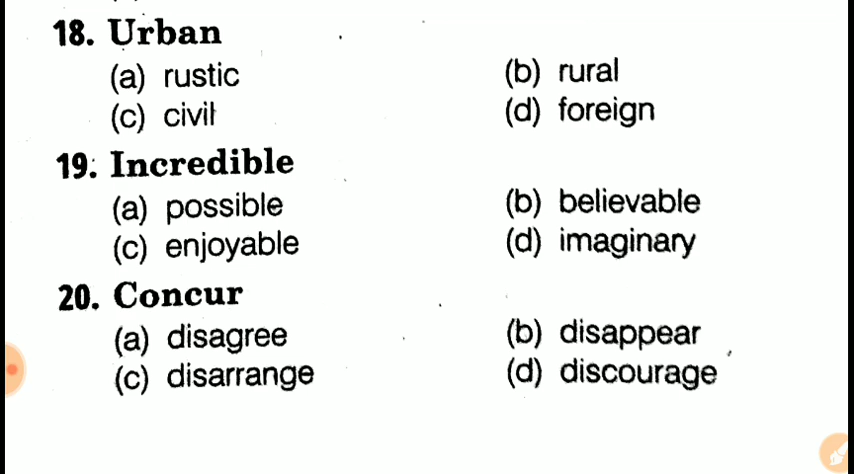 18. Urban
(a) rustic (b) rural
(c) civil (d) foreign
19. Incredible
(a) possible (b) believable
(c) enjoyable (d) imaginary
20. Concur
(a) disagree (b) disappear
(c) disarrange (d) discourage